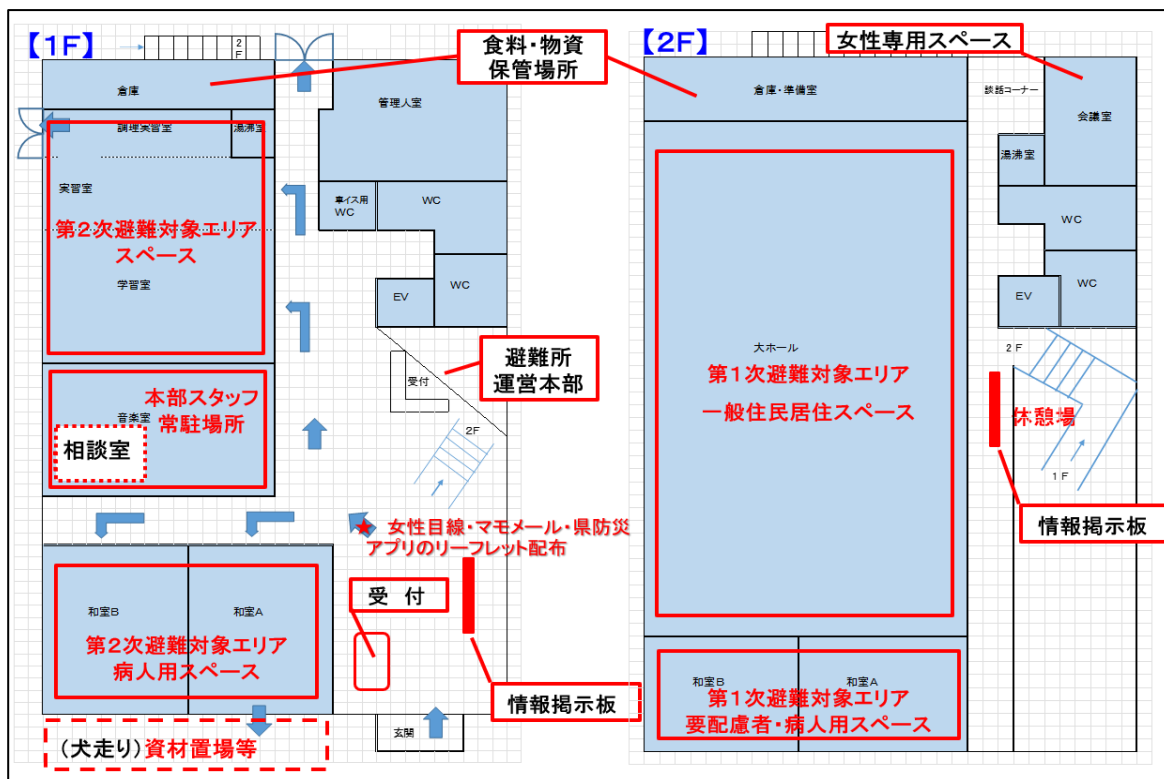 【1F】
2
F
食料・物資
保管場所
倉庫
管理人室
調理実習室
湯沸室
実習室
車イス用
WC
WC
第2次避難対象エリア
スペース
学習室
EV
WC
避難所
運営本部
受付
本部スタッフ
常駐場所
音楽室
相談室
2F
★ 女性目線・マモメール・県防災
アプリのリーフレット配布
受 付
和室B
和室A
第2次避難対象エリア
病人用スペース
情報掲示板
玄関
(犬走り)資材置場等
【2F】
女性専用スペース
倉庫・準備室
談話コーナー
会議室
湯沸室
WC
EV
WC
大ホール
2F
第1次避難対象エリア
一般住民居住スペース
休憩場
1F
情報掲示板
和室B
和室A
第1次避難対象エリア
要配慮者・病人用スペース